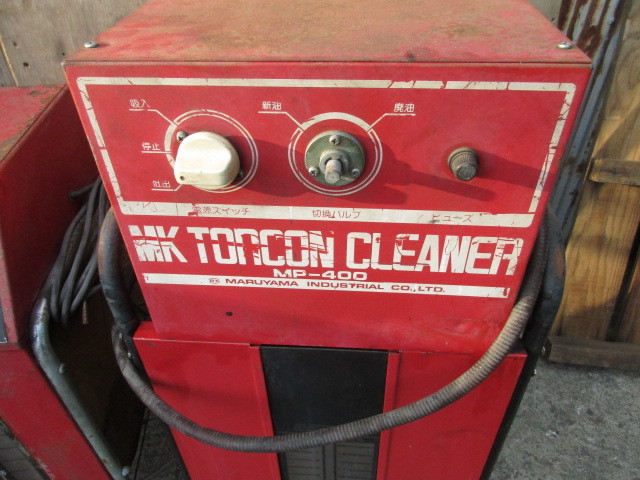 吸入
停止
吐出
新油
廃油
電源スイッチ
切換バルブ
ヒューズ
MK TORCON CLEANER
MP-400
MK MARUYAMA INDUSTRIAL CO., LTD.